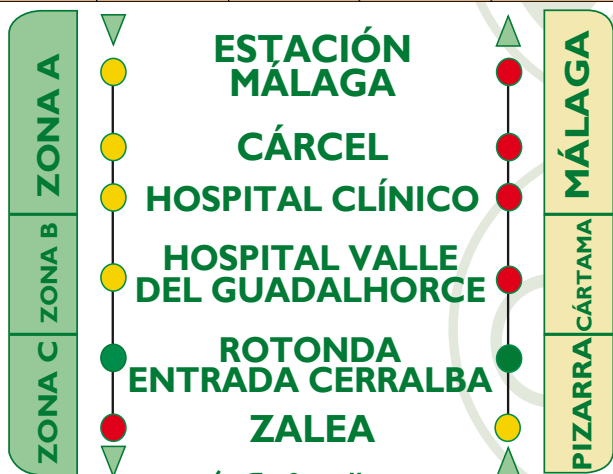 ZONA A
ZONA B
ZONA C
ESTACIÓN
MÁLAGA
CÁRCEL
HOSPITAL CLÍNICO
HOSPITAL VALLE
DEL GUADALHORCE
ROTONDA
ENTRADA CERRALBA
ZALEA
MÁLAGA
CÁRTAMA
PIZARRA